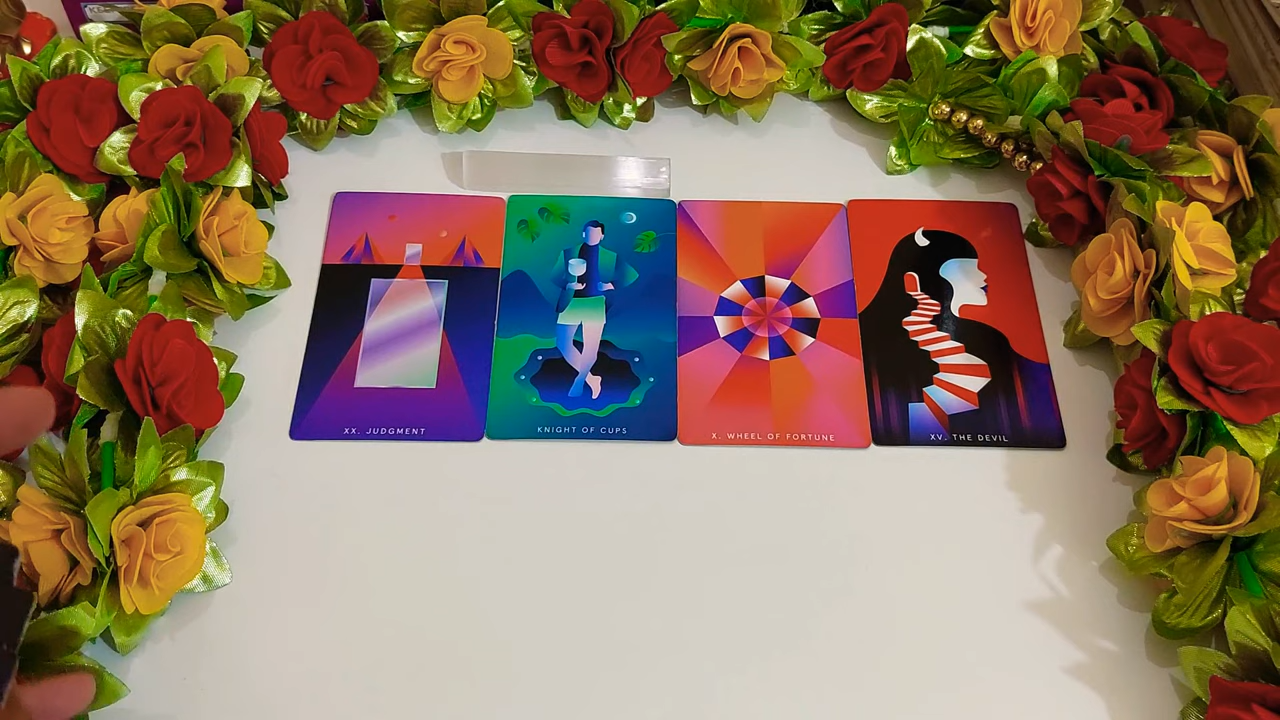 XX. JUDGMENT
KNIGHT OF CUPS
X. WHEEL OF FORTUNE
XV. THE DEVIL